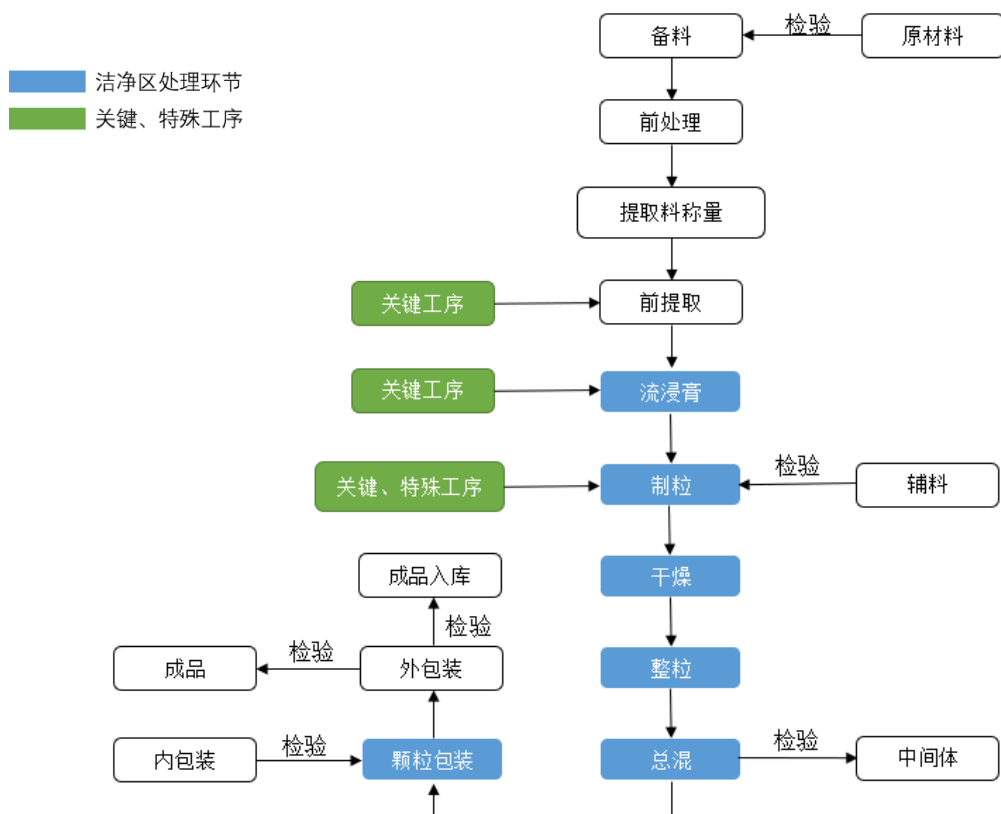 检验
备料
原材料
洁净区处理环节
关键、特殊工序
前处理
提取料称量
关键工序
前提取
关键工序
流浸膏
关键、特殊工序
制粒
检验
辅料
成品入库
干燥
检验
成品
检验
外包装
整粒
内包装
检验
颗粒包装
总混
检验
中间体